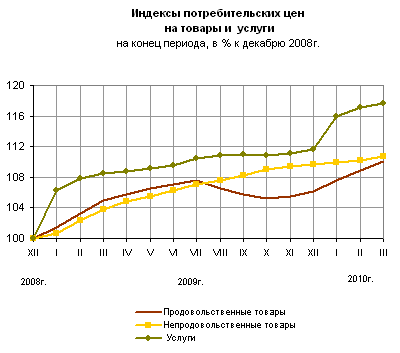 Индексы потребительских цен
на товары и услуги
на конец периода, в % к декабрю 2008г.
120
116
112
108
104
100
XII I II III IV V VI VII VIII IX X XI XII I II III
2008г. 2009г. 2010г.
Продовольственные товары
Непродовольственные товары
Услуги